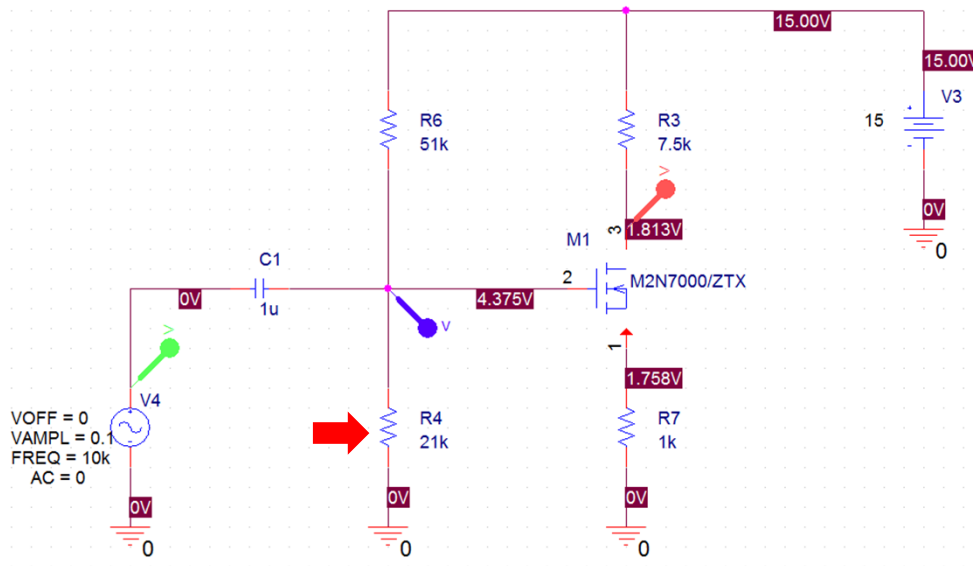 15.00V
15.00V
V3
15
0V
0
R6
51k
R3
7.5k
V
3
1.813V
M1
2
M2N7000/ZTX
C1
1u
0V
4.375V
V
V
1
1.758V
V4
VOFF = 0
VAMPL = 0.1
FREQ = 10k
AC = 0
R4
21k
R7
1k
0V
0V
0V
0
0
0